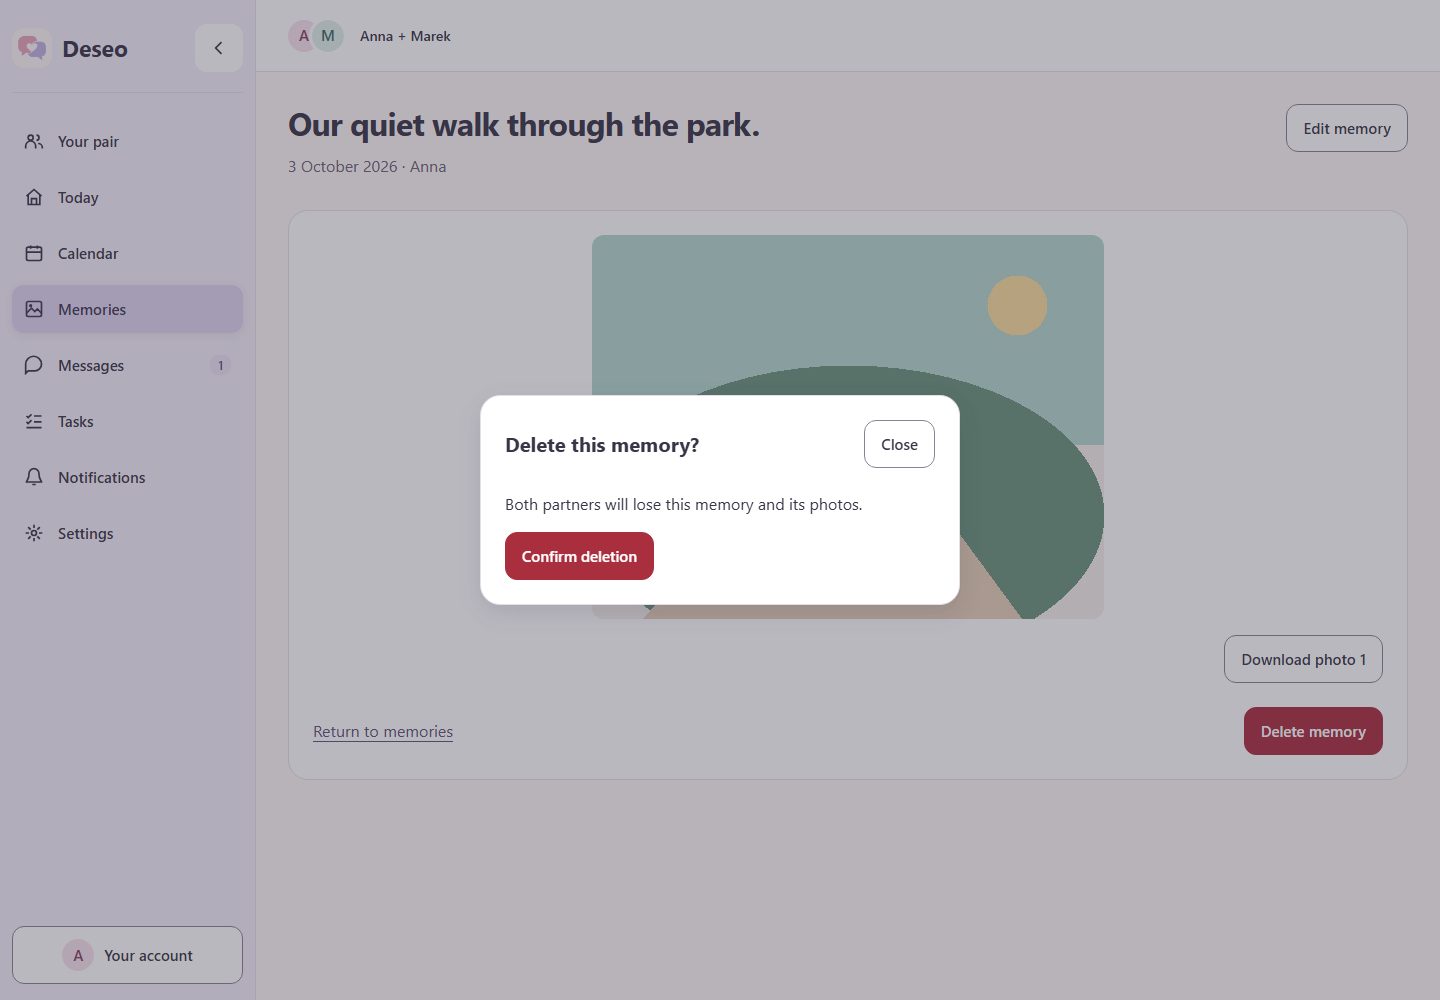 Deseo
Your pair
Today
Calendar
Memories
Messages 1
Tasks
Notifications
Settings
A Your account
A M Anna + Marek
Our quiet walk through the park.
3 October 2026 · Anna
Edit memory
Delete this memory?
Close
Both partners will lose this memory and its photos.
Confirm deletion
Download photo 1
Return to memories
Delete memory